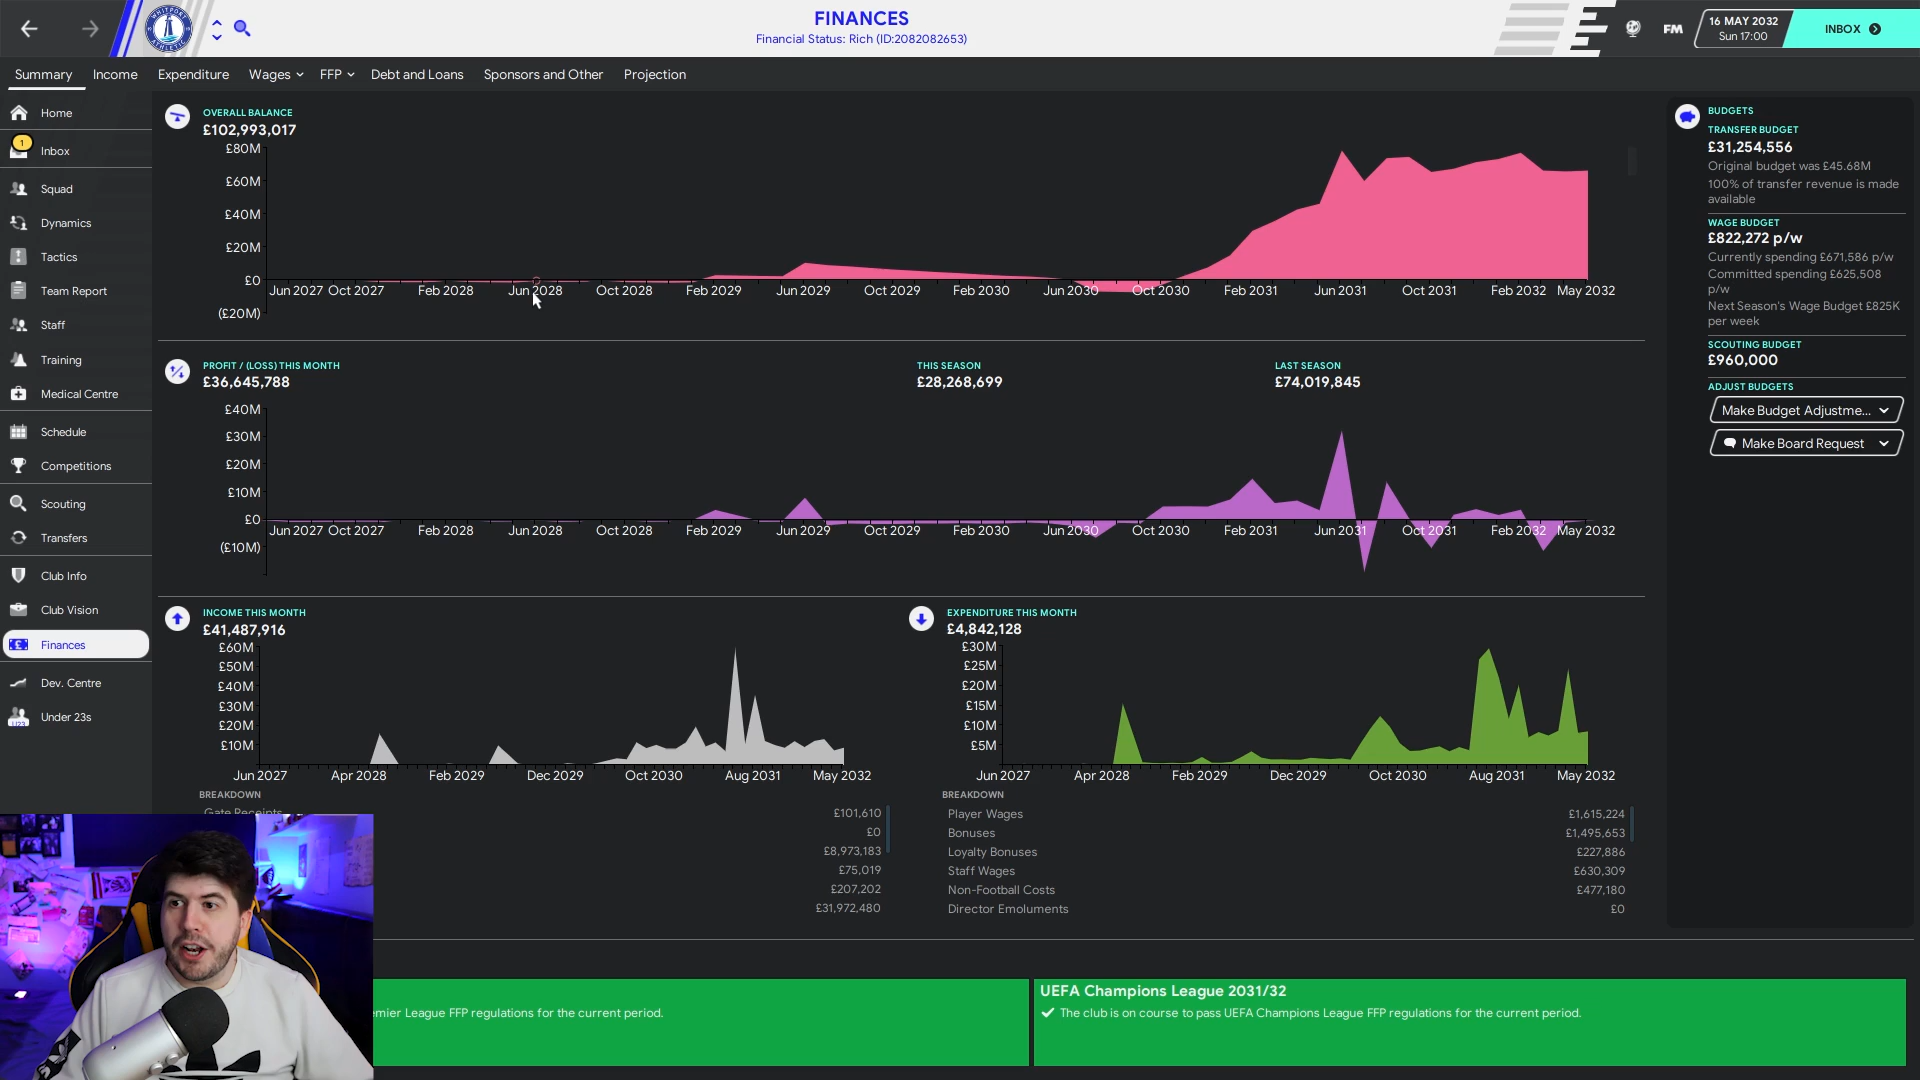 FINANCES
Financial Status: Rich (ID:2082082653)
FM
16 MAY 2032
Sun 17:00
INBOX
Summary
Income
Expenditure
Wages
FFP
Debt and Loans
Sponsors and Other
Projection
Home
1
Inbox
Squad
Dynamics
Tactics
Team Report
Staff
Training
Medical Centre
Schedule
Competitions
Scouting
Transfers
Club Info
Club Vision
Finances
Dev. Centre
U23
Under 23s
OVERALL BALANCE
£102,993,017
£80M
£60M
£40M
£20M
£0
(£20M)
Jun 2027 Oct 2027 Feb 2028 Jun 2028 Oct 2028 Feb 2029 Jun 2029 Oct 2029 Feb 2030 Jun 2030 Oct 2030 Feb 2031 Jun 2031 Oct 2031 Feb 2032 May 2032
PROFIT / (LOSS) THIS MONTH
£36,645,788
THIS SEASON
£28,268,699
LAST SEASON
£74,019,845
£40M
£30M
£20M
£10M
£0
(£10M)
Jun 2027 Oct 2027 Feb 2028 Jun 2028 Oct 2028 Feb 2029 Jun 2029 Oct 2029 Feb 2030 Jun 2030 Oct 2030 Feb 2031 Jun 2031 Oct 2031 Feb 2032 May 2032
INCOME THIS MONTH
£41,487,916
£60M
£50M
£40M
£30M
£20M
£10M
Jun 2027 Apr 2028 Feb 2029 Dec 2029 Oct 2030 Aug 2031 May 2032
BREAKDOWN
Gate Receipts £101,610
£0
£8,973,183
£75,019
£207,202
£31,972,480
EXPENDITURE THIS MONTH
£4,842,128
£30M
£25M
£20M
£15M
£10M
£5M
Jun 2027 Apr 2028 Feb 2029 Dec 2029 Oct 2030 Aug 2031 May 2032
BREAKDOWN
Player Wages £1,615,224
Bonuses £1,495,653
Loyalty Bonuses £227,886
Staff Wages £630,309
Non-Football Costs £477,180
Director Emoluments £0
BUDGETS
TRANSFER BUDGET
£31,254,556
Original budget was £45.68M
100% of transfer revenue is made
available
WAGE BUDGET
£822,272 p/w
Currently spending £671,586 p/w
Committed spending £625,508
p/w
Next Season's Wage Budget £825K
per week
SCOUTING BUDGET
£960,000
ADJUST BUDGETS
Make Budget Adjustme...
Make Board Request
emier League FFP regulations for the current period.
UEFA Champions League 2031/32
The club is on course to pass UEFA Champions League FFP regulations for the current period.